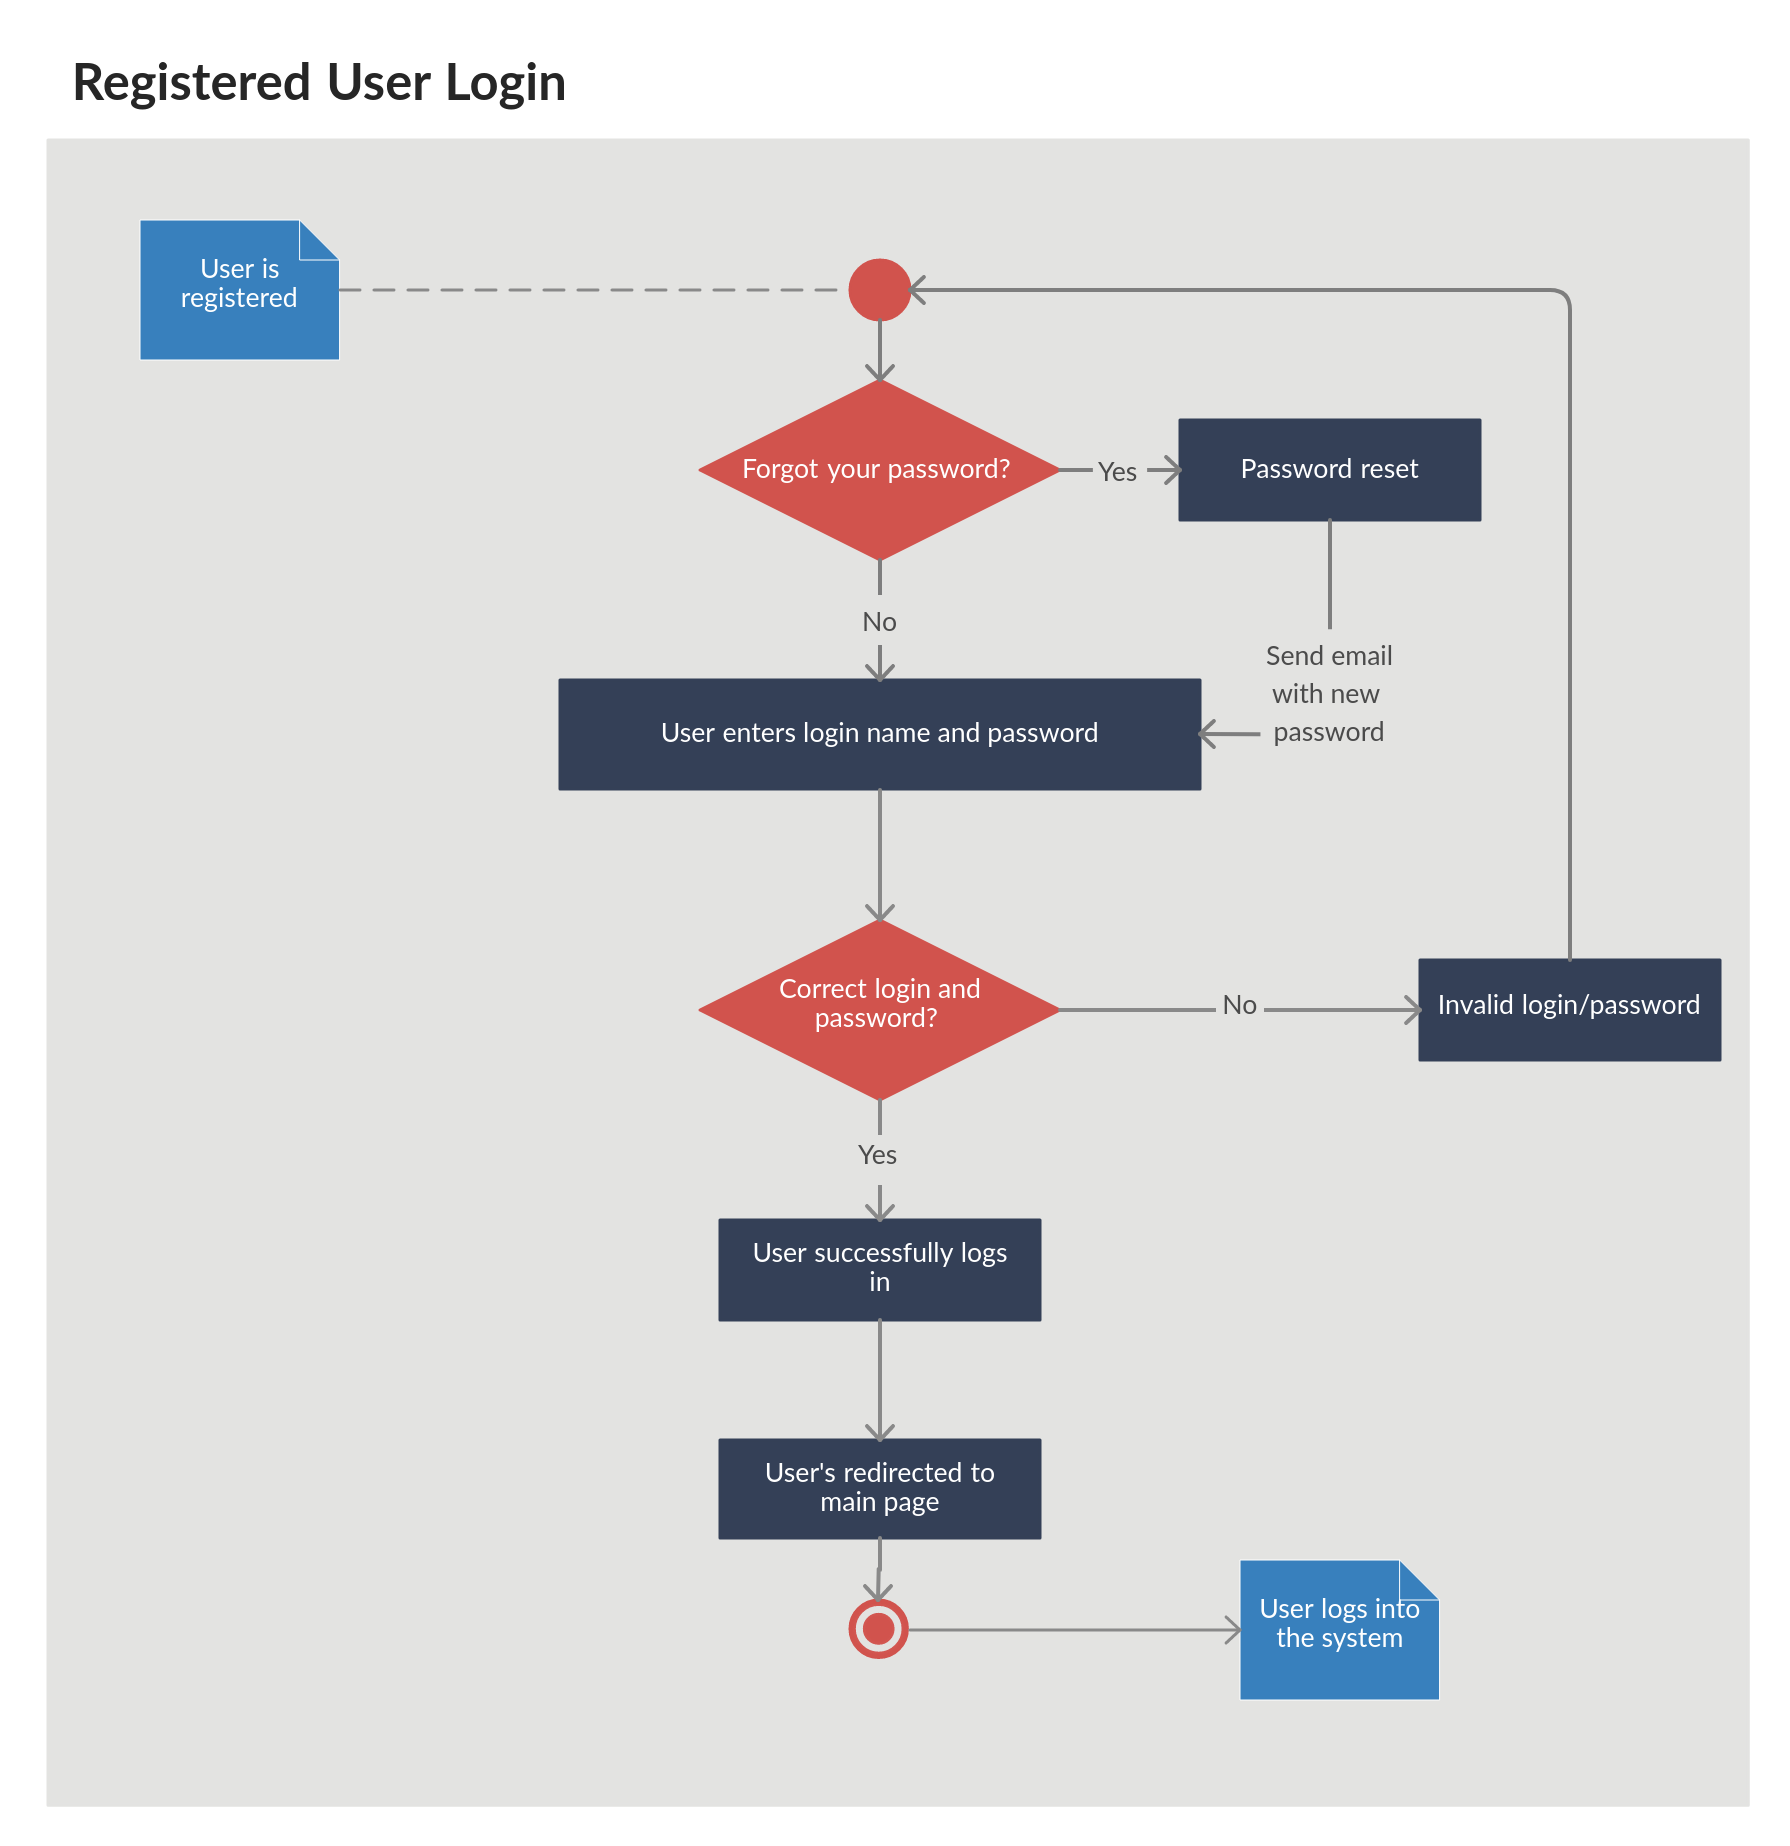 Registered User Login
User is
registered
Forgot your password?
Yes
Password reset
No
Send email
with new
password
User enters login name and password
Correct login and
password?
No
Invalid login/password
Yes
User successfully logs
in
User's redirected to
main page
User logs into
the system